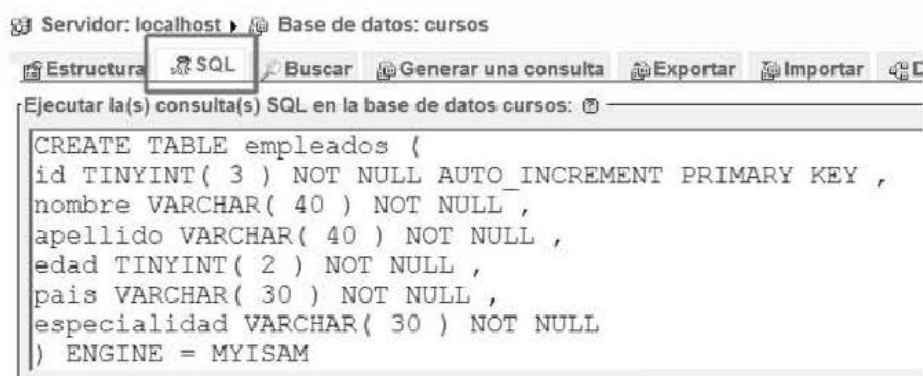 Servidor: localhost Base de datos: cursos
Estructura SQL Buscar Generar una consulta Exportar Importar
Ejecutar la(s) consulta(s) SQL en la base de datos cursos:
CREATE TABLE empleados (
id TINYINT( 3 ) NOT NULL AUTO_INCREMENT PRIMARY KEY ,
nombre VARCHAR( 40 ) NOT NULL ,
apellido VARCHAR( 40 ) NOT NULL ,
edad TINYINT( 2 ) NOT NULL ,
pais VARCHAR( 30 ) NOT NULL ,
especialidad VARCHAR( 30 ) NOT NULL
) ENGINE = MYISAM